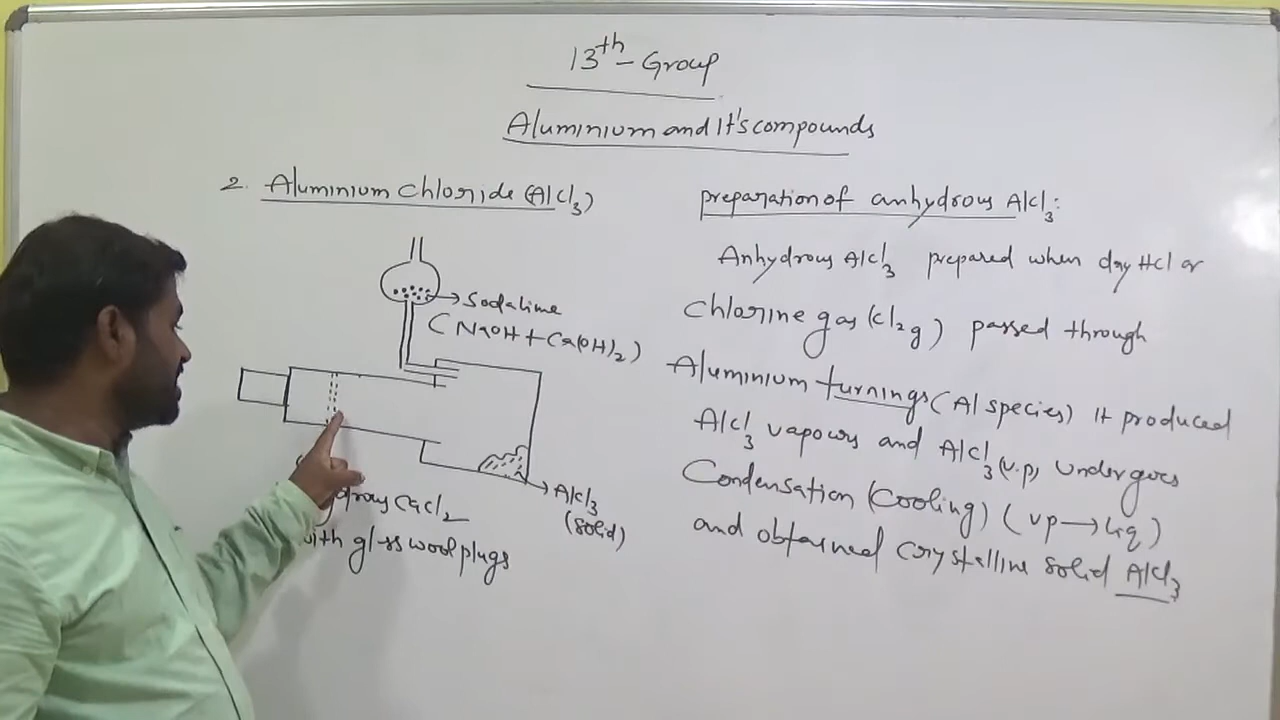 13th - Group
Aluminium and It's compounds
2. Aluminium Chloride (AlCl3)
Sodalime
(NaOH + Ca(OH)2)
AlCl3
(Solid)
CaCl2
with glass wool plugs
preparation of anhydrous AlCl3:
Anhydrous AlCl3 prepared when dry HCl or
Chlorine gas (Cl2g) passed through
Aluminium turnings (Al species) It produced
AlCl3 vapours and AlCl3(v.p) undergoes
Condensation (Cooling) (vp → liq)
and obtained crystalline solid AlCl3